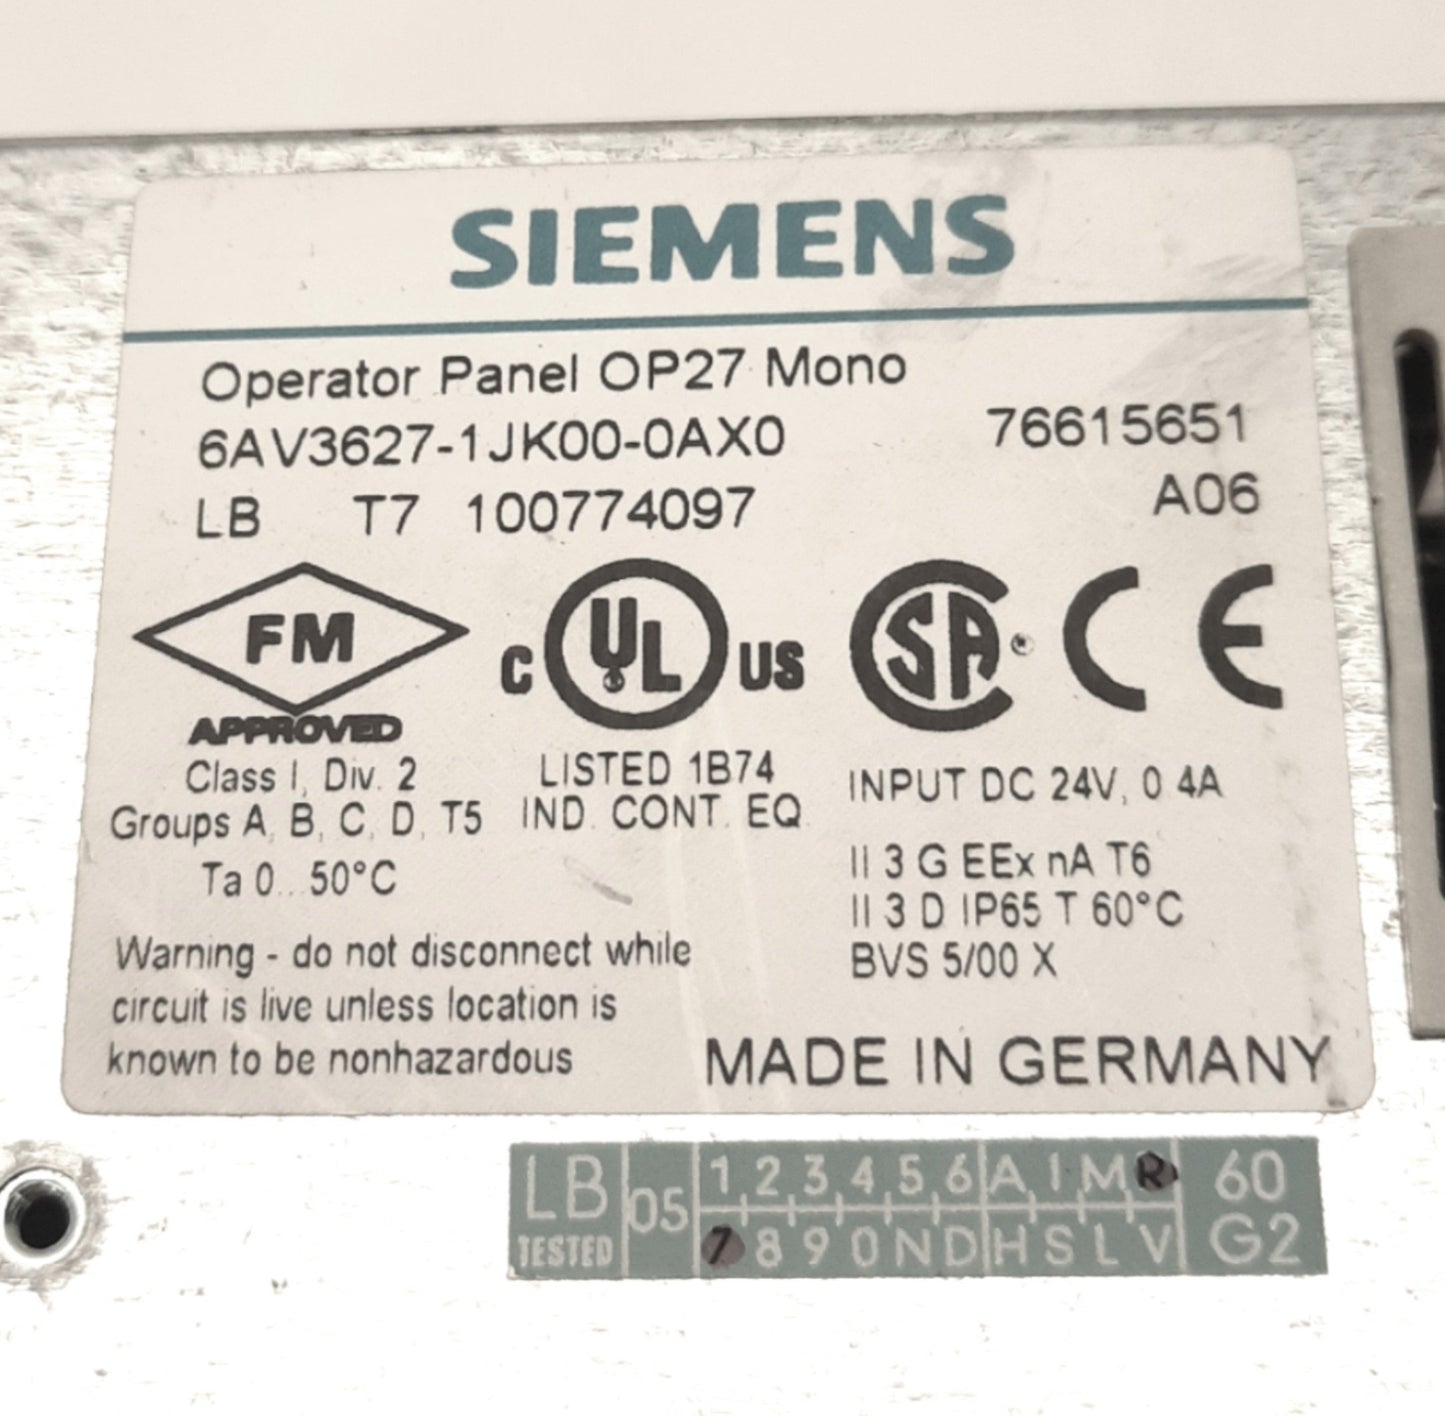 SIEMENS
Operator Panel OP27 Mono
6AV3627-1JK00-0AX0 76615651
LB T7 100774097 A06
FM
APPROVED
C UL US
SA
CE
Class I, Div. 2
Groups A, B, C, D, T5
Ta 0...50°C
LISTED 1B74
IND. CONT. EQ
INPUT DC 24V, 0 4A
II 3 G EEx nA T6
II 3 D IP65 T 60°C
BVS 5/00 X
Warning - do not disconnect while
circuit is live unless location is
known to be nonhazardous
MADE IN GERMANY
LB TESTED 05
1 2 3 4 5 6 A I M R 60
7 8 9 0 N D H S L V G2